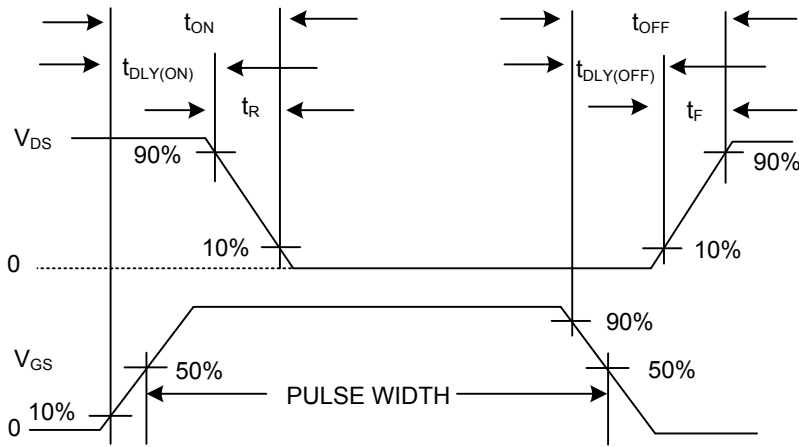 tON tOFF
tDLY(ON) tDLY(OFF)
tR tF
VDS
90% 90%
10% 10%
0
90%
VGS 50% 50%
PULSE WIDTH
10%
0